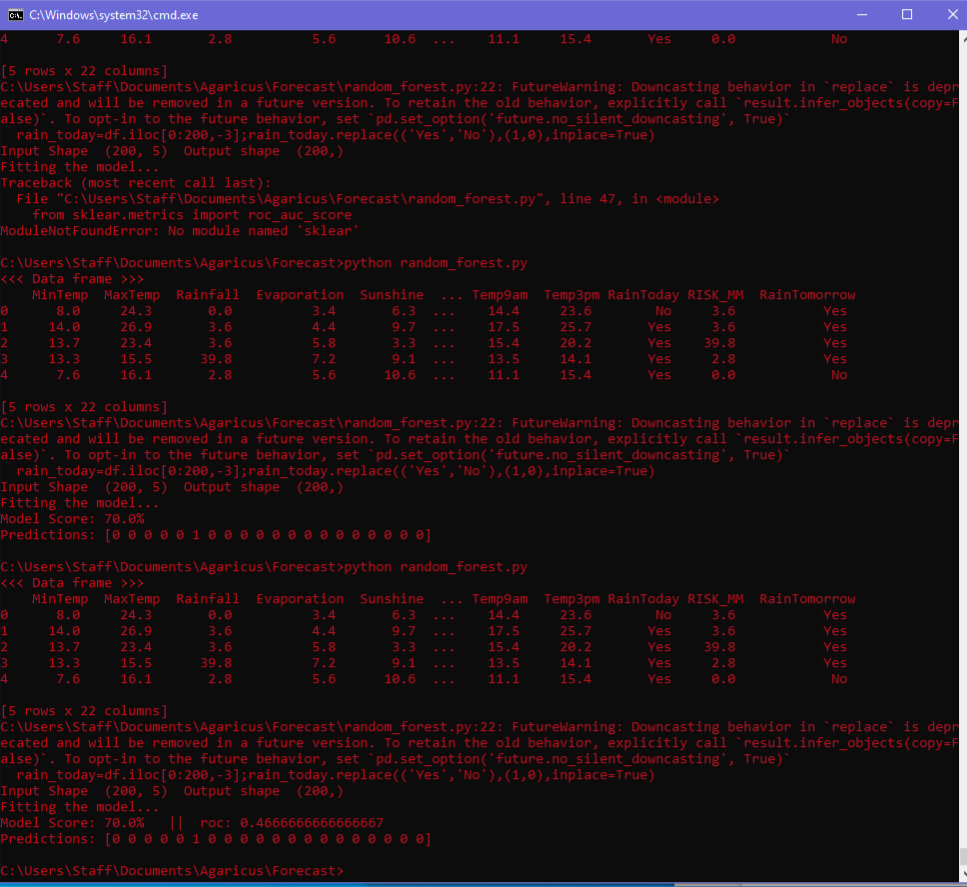 C:\Windows\system32\cmd.exe
4 7.6 16.1 2.8 5.6 10.6 ... 11.1 15.4 Yes 0.0 No
[5 rows x 22 columns]
C:\Users\Staff\Documents\Agaricus\Forecast\random_forest.py:22: FutureWarning: Downcasting behavior in `replace` is depr
ecated and will be removed in a future version. To retain the old behavior, explicitly call `result.infer_objects(copy=F
alse)`. To opt-in to the future behavior, set `pd.set_option('future.no_silent_downcasting', True)`
rain_today=df.iloc[0:200,-3];rain_today.replace(('Yes','No'),(1,0),inplace=True)
Input Shape (200, 5) Output shape (200,)
Fitting the model...
Traceback (most recent call last):
File "C:\Users\Staff\Documents\Agaricus\Forecast\random_forest.py", line 47, in <module>
from sklear.metrics import roc_auc_score
ModuleNotFoundError: No module named 'sklear'
C:\Users\Staff\Documents\Agaricus\Forecast>python random_forest.py
<<< Data frame >>>
MinTemp MaxTemp Rainfall Evaporation Sunshine ... Temp9am Temp3pm RainToday RISK_MM RainTomorrow
0 8.0 24.3 0.0 3.4 6.3 ... 14.4 23.6 No 3.6 Yes
1 14.0 26.9 3.6 4.4 9.7 ... 17.5 25.7 Yes 3.6 Yes
2 13.7 23.4 3.6 5.8 3.3 ... 15.4 20.2 Yes 39.8 Yes
3 13.3 15.5 39.8 7.2 9.1 ... 13.5 14.1 Yes 2.8 Yes
4 7.6 16.1 2.8 5.6 10.6 ... 11.1 15.4 Yes 0.0 No
[5 rows x 22 columns]
C:\Users\Staff\Documents\Agaricus\Forecast\random_forest.py:22: FutureWarning: Downcasting behavior in `replace` is depr
ecated and will be removed in a future version. To retain the old behavior, explicitly call `result.infer_objects(copy=F
alse)`. To opt-in to the future behavior, set `pd.set_option('future.no_silent_downcasting', True)`
rain_today=df.iloc[0:200,-3];rain_today.replace(('Yes','No'),(1,0),inplace=True)
Input Shape (200, 5) Output shape (200,)
Fitting the model...
Model Score: 70.0%
Predictions: [0 0 0 0 0 1 0 0 0 0 0 0 0 0 0 0 0 0 0 0]
C:\Users\Staff\Documents\Agaricus\Forecast>python random_forest.py
<<< Data frame >>>
MinTemp MaxTemp Rainfall Evaporation Sunshine ... Temp9am Temp3pm RainToday RISK_MM RainTomorrow
0 8.0 24.3 0.0 3.4 6.3 ... 14.4 23.6 No 3.6 Yes
1 14.0 26.9 3.6 4.4 9.7 ... 17.5 25.7 Yes 3.6 Yes
2 13.7 23.4 3.6 5.8 3.3 ... 15.4 20.2 Yes 39.8 Yes
3 13.3 15.5 39.8 7.2 9.1 ... 13.5 14.1 Yes 2.8 Yes
4 7.6 16.1 2.8 5.6 10.6 ... 11.1 15.4 Yes 0.0 No
[5 rows x 22 columns]
C:\Users\Staff\Documents\Agaricus\Forecast\random_forest.py:22: FutureWarning: Downcasting behavior in `replace` is depr
ecated and will be removed in a future version. To retain the old behavior, explicitly call `result.infer_objects(copy=F
alse)`. To opt-in to the future behavior, set `pd.set_option('future.no_silent_downcasting', True)`
rain_today=df.iloc[0:200,-3];rain_today.replace(('Yes','No'),(1,0),inplace=True)
Input Shape (200, 5) Output shape (200,)
Fitting the model...
Model Score: 70.0% || roc: 0.4666666666666667
Predictions: [0 0 0 0 0 1 0 0 0 0 0 0 0 0 0 0 0 0 0 0]
C:\Users\Staff\Documents\Agaricus\Forecast>